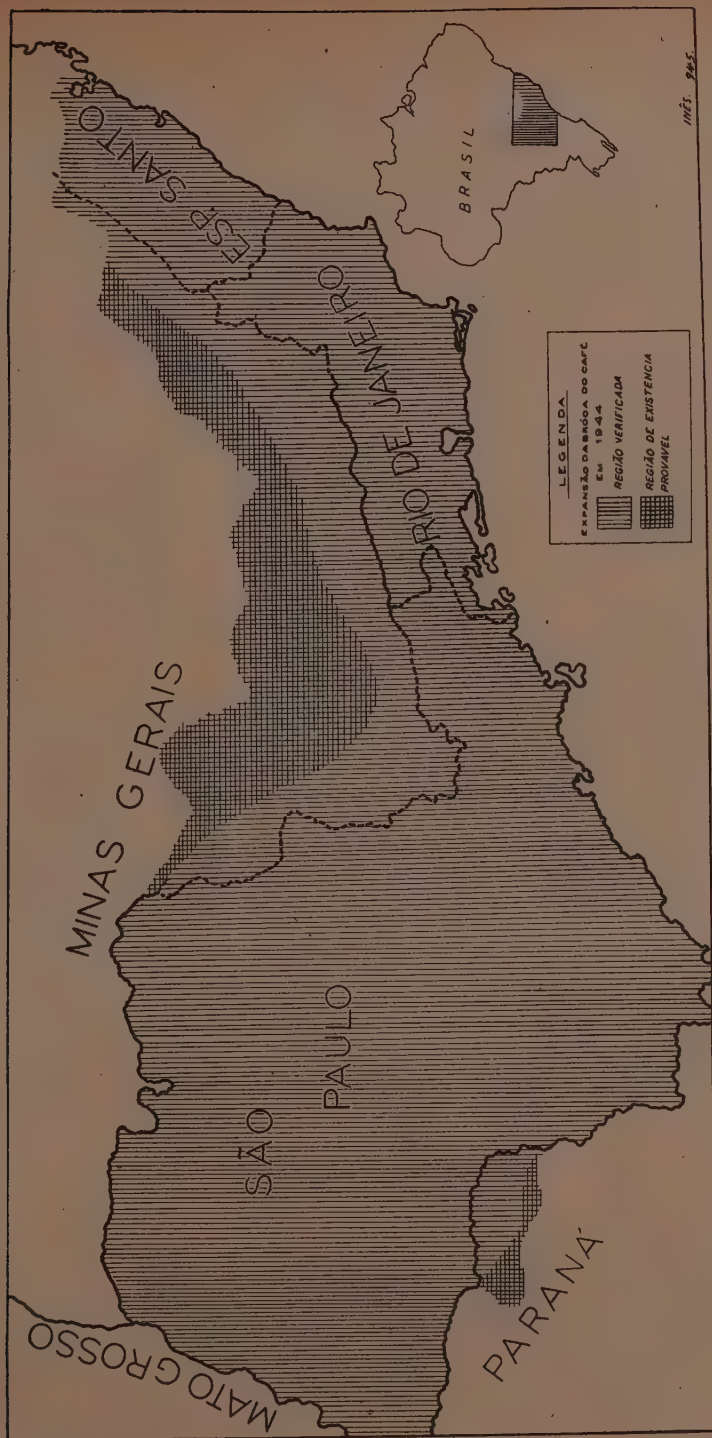 MINAS GERAIS
ESP. SANTO
RIO DE JANEIRO
SÃO
PAULO
MATO GROSSO
PARANÁ
BRASIL
LEGENDA
EXPANSÃO DA BRÓCA DO CAFÉ
EM 1944
REGIÃO VERIFICADA
REGIÃO DE EXISTENCIA
PROVAVEL
INÊS. 945.